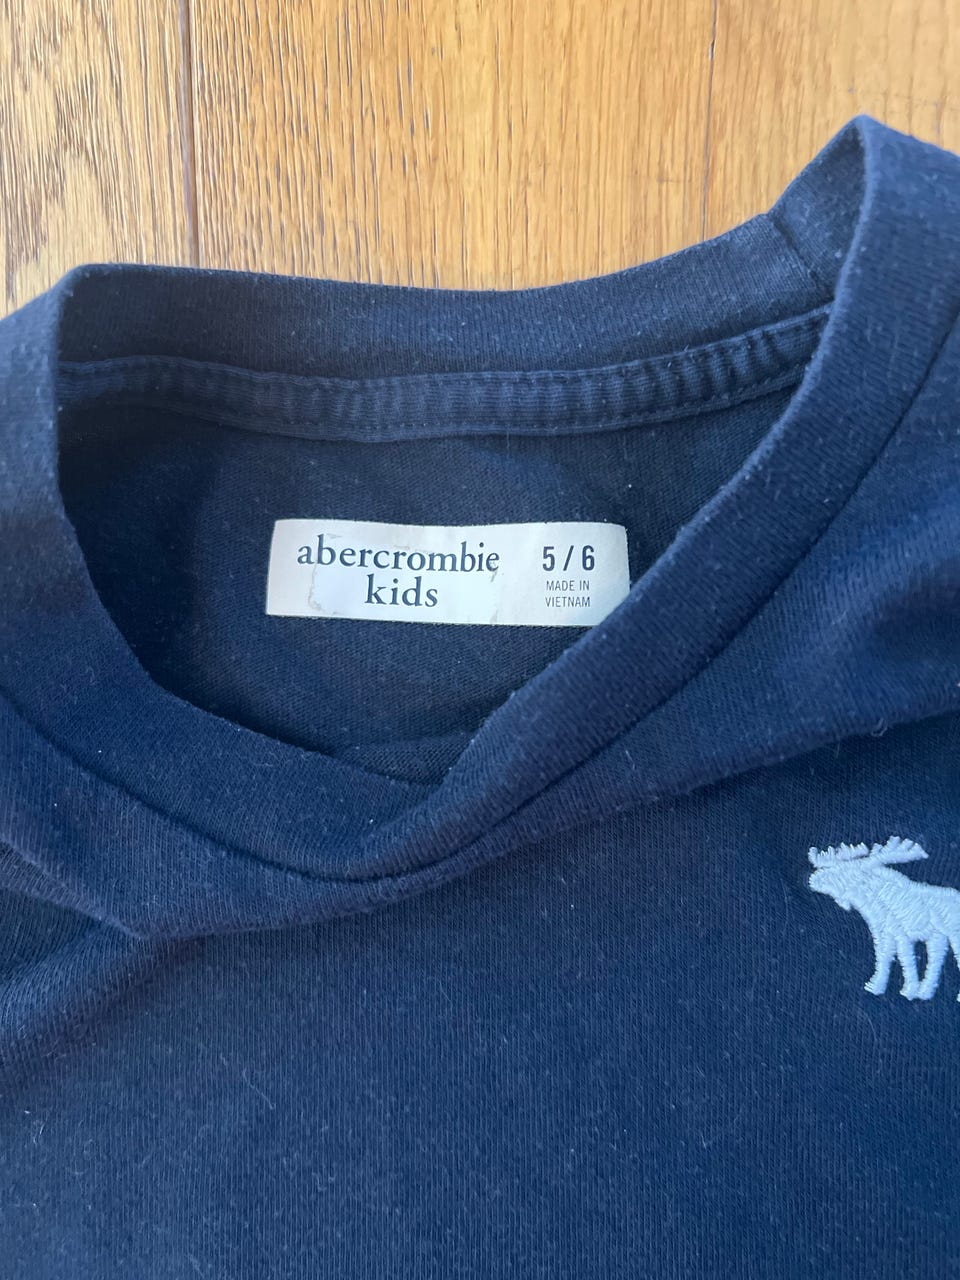 abercrombie
kids
5/6
MADE IN
VIETNAM